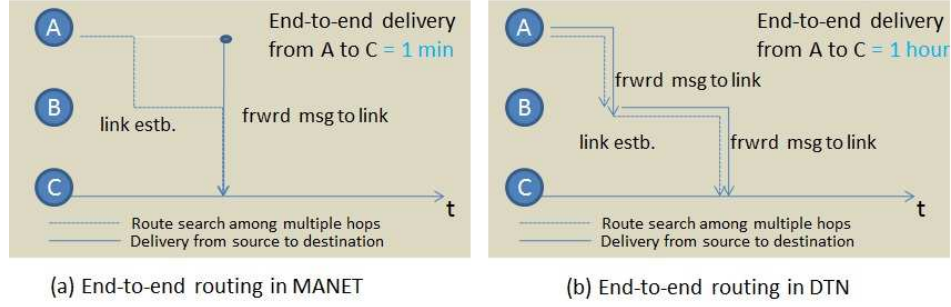 A
End-to-end delivery
from A to C = 1 min
B
link estb.
frwrd msg to link
C
t
Route search among multiple hops
Delivery from source to destination
(a) End-to-end routing in MANET
A
End-to-end delivery
from A to C = 1 hour
frwrd msg to link
B
link estb.
frwrd msg to link
C
t
Route search among multiple hops
Delivery from source to destination
(b) End-to-end routing in DTN